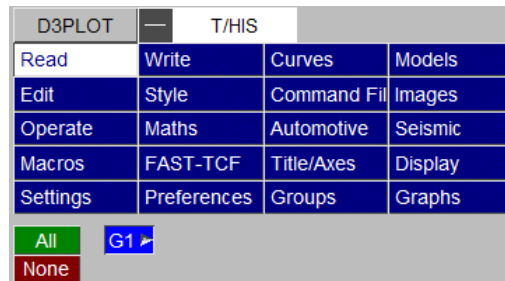 D3PLOT — T/HIS
Read Write Curves Models
Edit Style Command Fil Images
Operate Maths Automotive Seismic
Macros FAST-TCF Title/Axes Display
Settings Preferences Groups Graphs
All G1
None